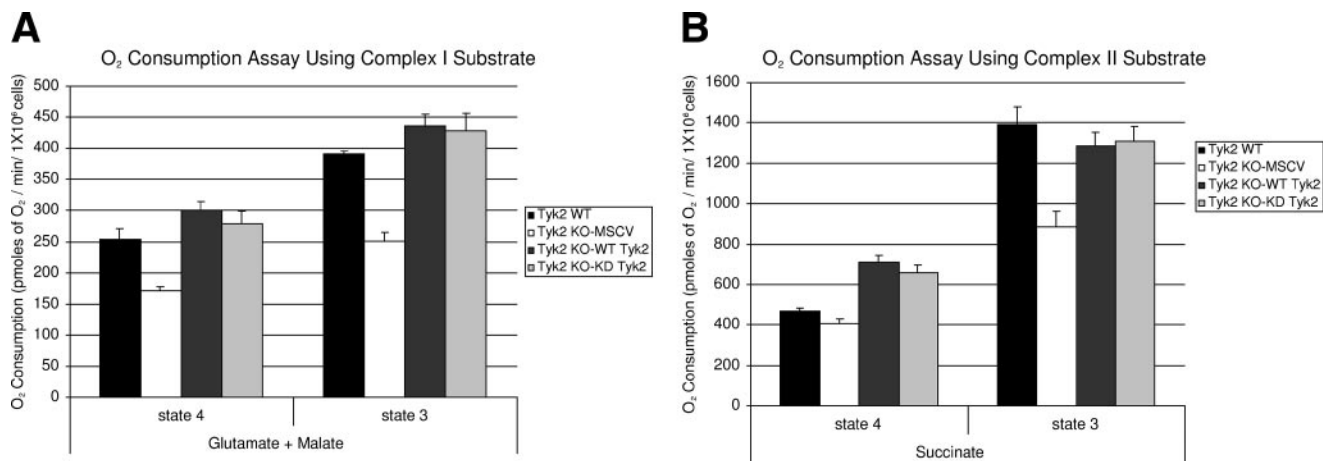 A
O₂ Consumption Assay Using Complex I Substrate
O₂ Consumption (pmoles of O₂ / min/ 1X10⁶ cells)
500
450
400
350
300
250
200
150
100
50
0
state 4
state 3
Glutamate + Malate
Tyk2 WT
Tyk2 KO-MSCV
Tyk2 KO-WT Tyk2
Tyk2 KO-KD Tyk2
B
O₂ Consumption Assay Using Complex II Substrate
O₂ Consumption (pmoles of O₂ / min/ 1X10⁶ cells)
1600
1400
1200
1000
800
600
400
200
0
state 4
state 3
Succinate
Tyk2 WT
Tyk2 KO-MSCV
Tyk2 KO-WT Tyk2
Tyk2 KO-KD Tyk2